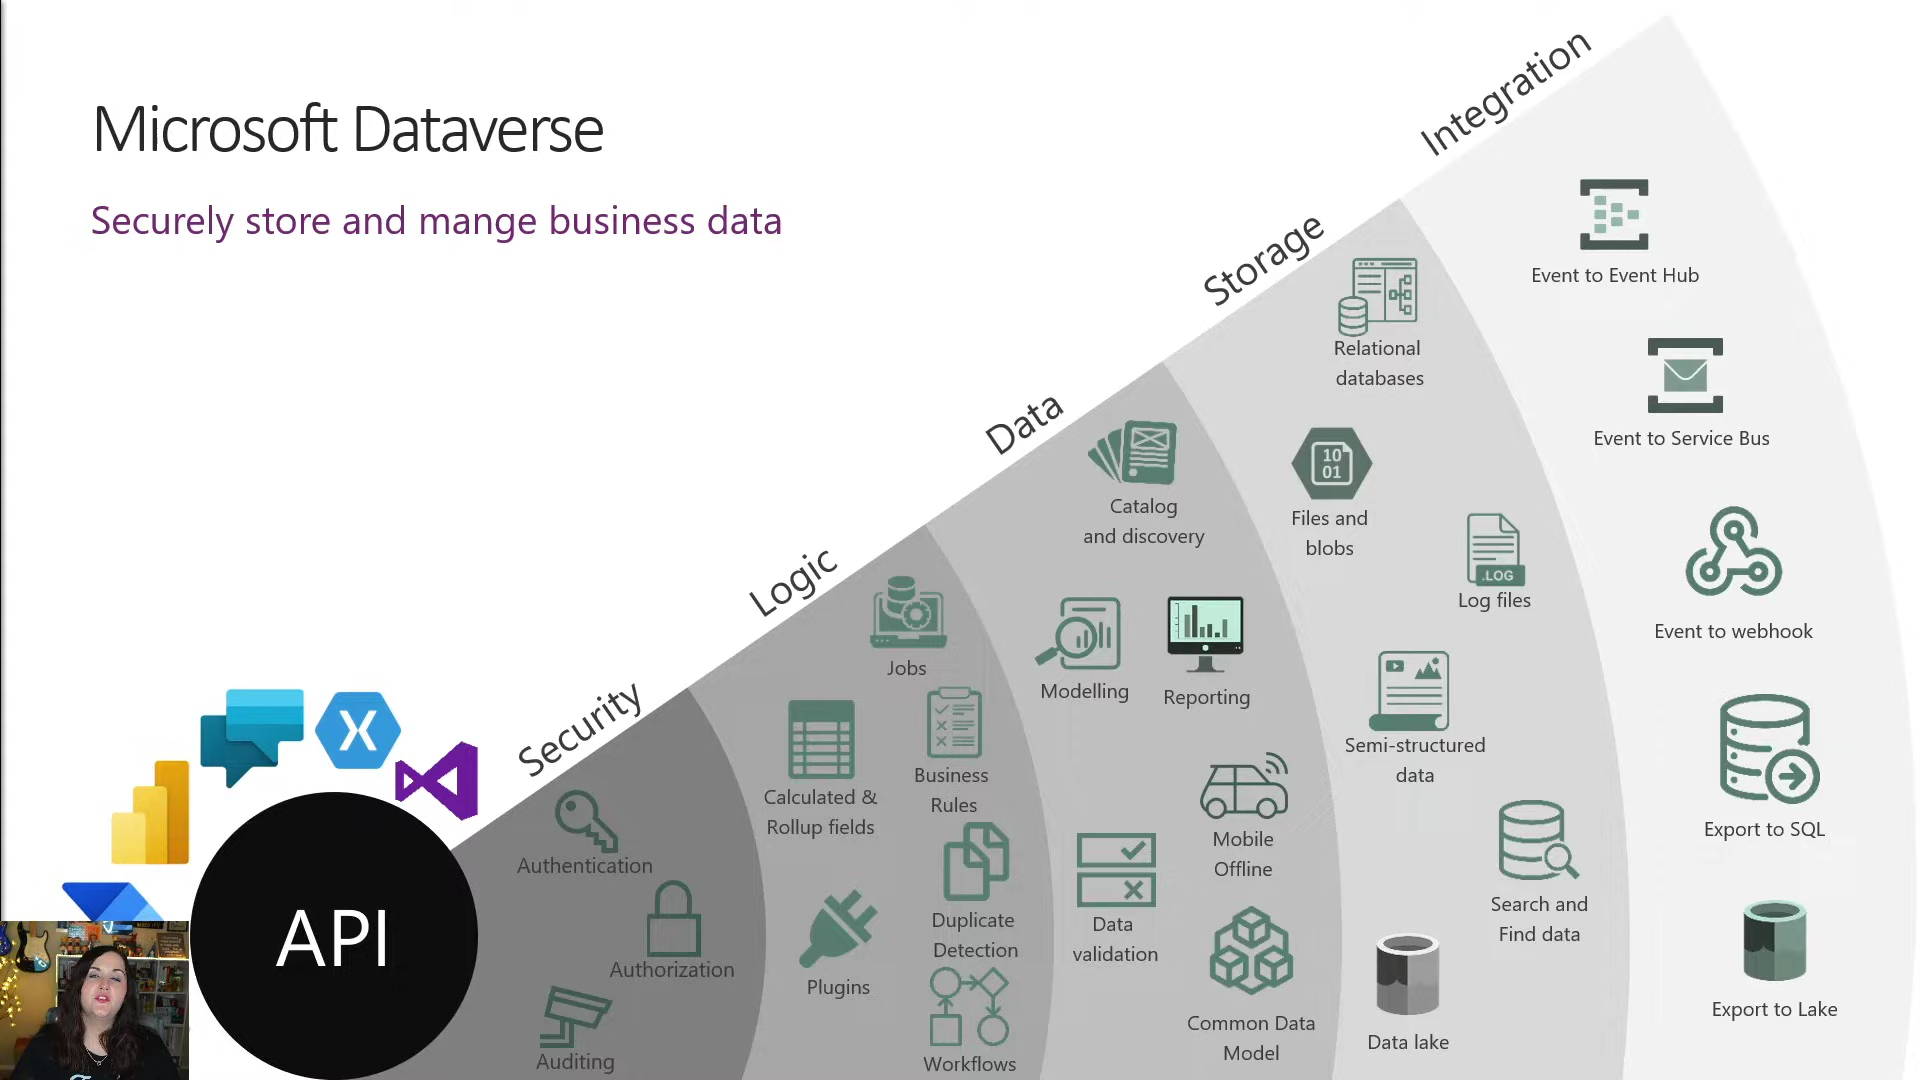 Microsoft Dataverse
Securely store and mange business data
Integration
Storage
Data
Logic
Security
API
Authentication
Authorization
Auditing
Jobs
Calculated &
Rollup fields
Business
Rules
Duplicate
Detection
Plugins
Workflows
Catalog
and discovery
Modelling
Reporting
Mobile
Offline
Data
validation
Common Data
Model
Relational
databases
Files and
blobs
10
01
.LOG
Log files
Semi-structured
data
Search and
Find data
Data lake
Event to Event Hub
Event to Service Bus
Event to webhook
Export to SQL
Export to Lake